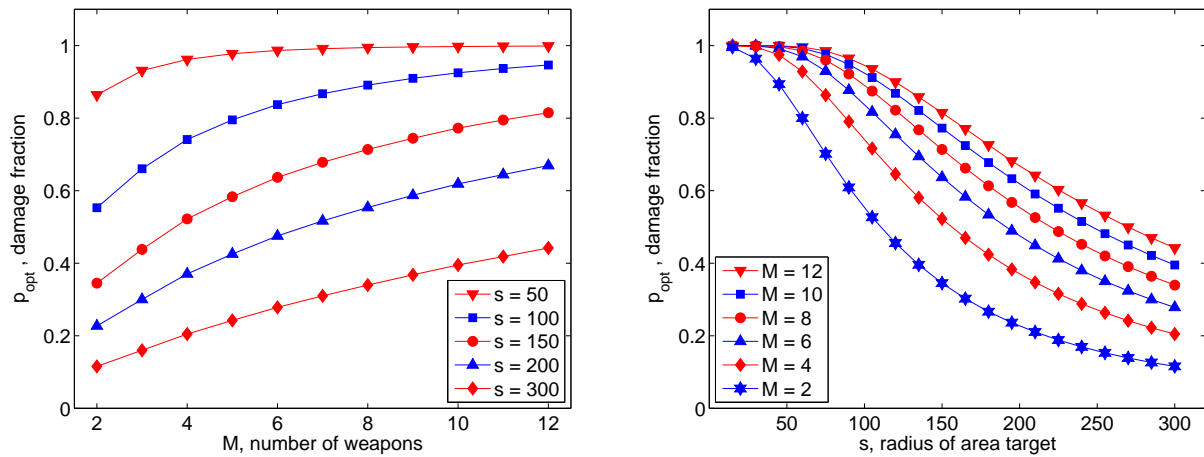 1
0.8
0.6
0.4
0.2
0
p_opt , damage fraction
2 4 6 8 10 12
M, number of weapons
s = 50
s = 100
s = 150
s = 200
s = 300
1
0.8
0.6
0.4
0.2
0
p_opt , damage fraction
50 100 150 200 250 300
s, radius of area target
M = 12
M = 10
M = 8
M = 6
M = 4
M = 2